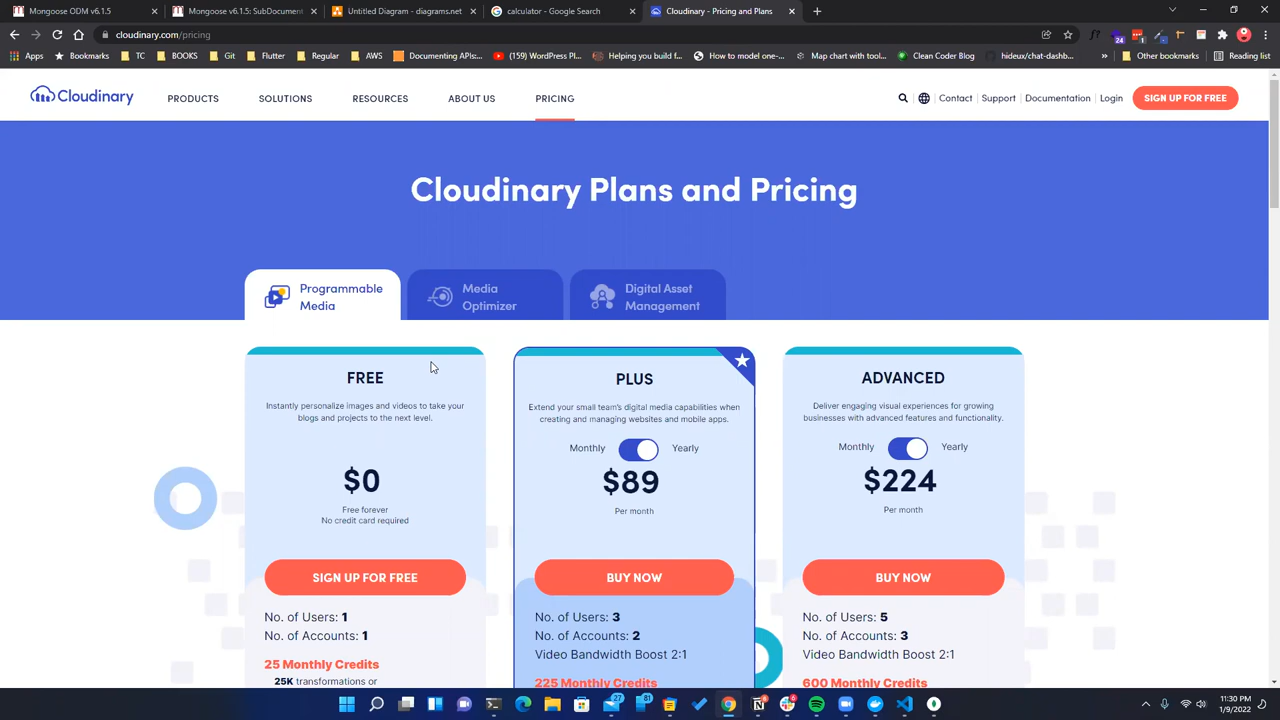 Mongoose ODM v6.1.5
Mongoose v6.1.5: SubDocument
Untitled Diagram - diagrams.net
calculator - Google Search
Cloudinary - Pricing and Plans
cloudinary.com/pricing
24
1
Apps
Bookmarks
TC
BOOKS
Git
Flutter
Regular
AWS
Documenting APIs:...
(159) WordPress Pl...
Helping you build f...
How to model one-...
Map chart with tool...
Clean Coder Blog
hideux/chat-dashb...
»
Other bookmarks
Reading list
Cloudinary
PRODUCTS
SOLUTIONS
RESOURCES
ABOUT US
PRICING
Contact
Support
Documentation
Login
SIGN UP FOR FREE
Cloudinary Plans and Pricing
Programmable
Media
Media
Optimizer
Digital Asset
Management
FREE
Instantly personalize images and videos to take your
blogs and projects to the next level.
$0
Free forever
No credit card required
SIGN UP FOR FREE
No. of Users: 1
No. of Accounts: 1
25 Monthly Credits
25K transformations or
PLUS
Extend your small team's digital media capabilities when
creating and managing websites and mobile apps.
Monthly
Yearly
$89
Per month
BUY NOW
No. of Users: 3
No. of Accounts: 2
Video Bandwidth Boost 2:1
225 Monthly Credits
ADVANCED
Deliver engaging visual experiences for growing
businesses with advanced features and functionality.
Monthly
Yearly
$224
Per month
BUY NOW
No. of Users: 5
No. of Accounts: 3
Video Bandwidth Boost 2:1
600 Monthly Credits
27
81
11:30 PM
1/9/2022